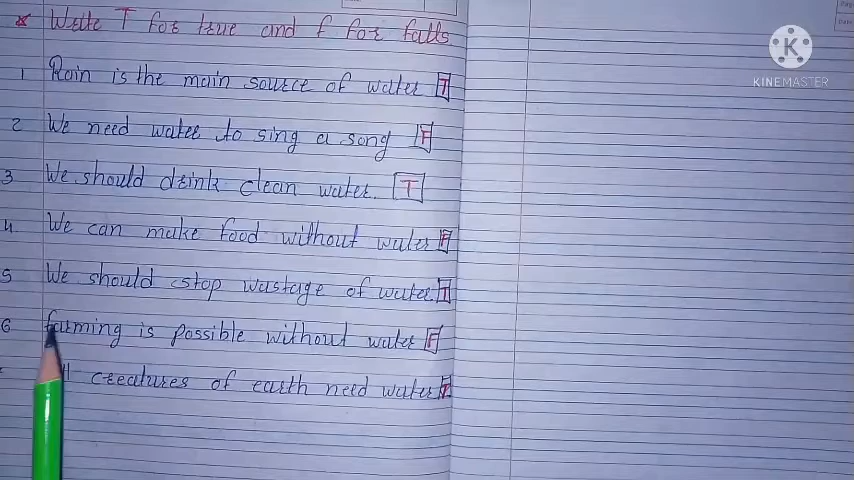 * Write T for true and f for falls
1 Rain is the main source of water T
2 We need water to sing a song F
3 We should drink clean water. T
4. We can make food without water F
5 We should stop wastage of water. T
6 farming is possible without water F
creatures of earth need water T
K
KINEMASTER